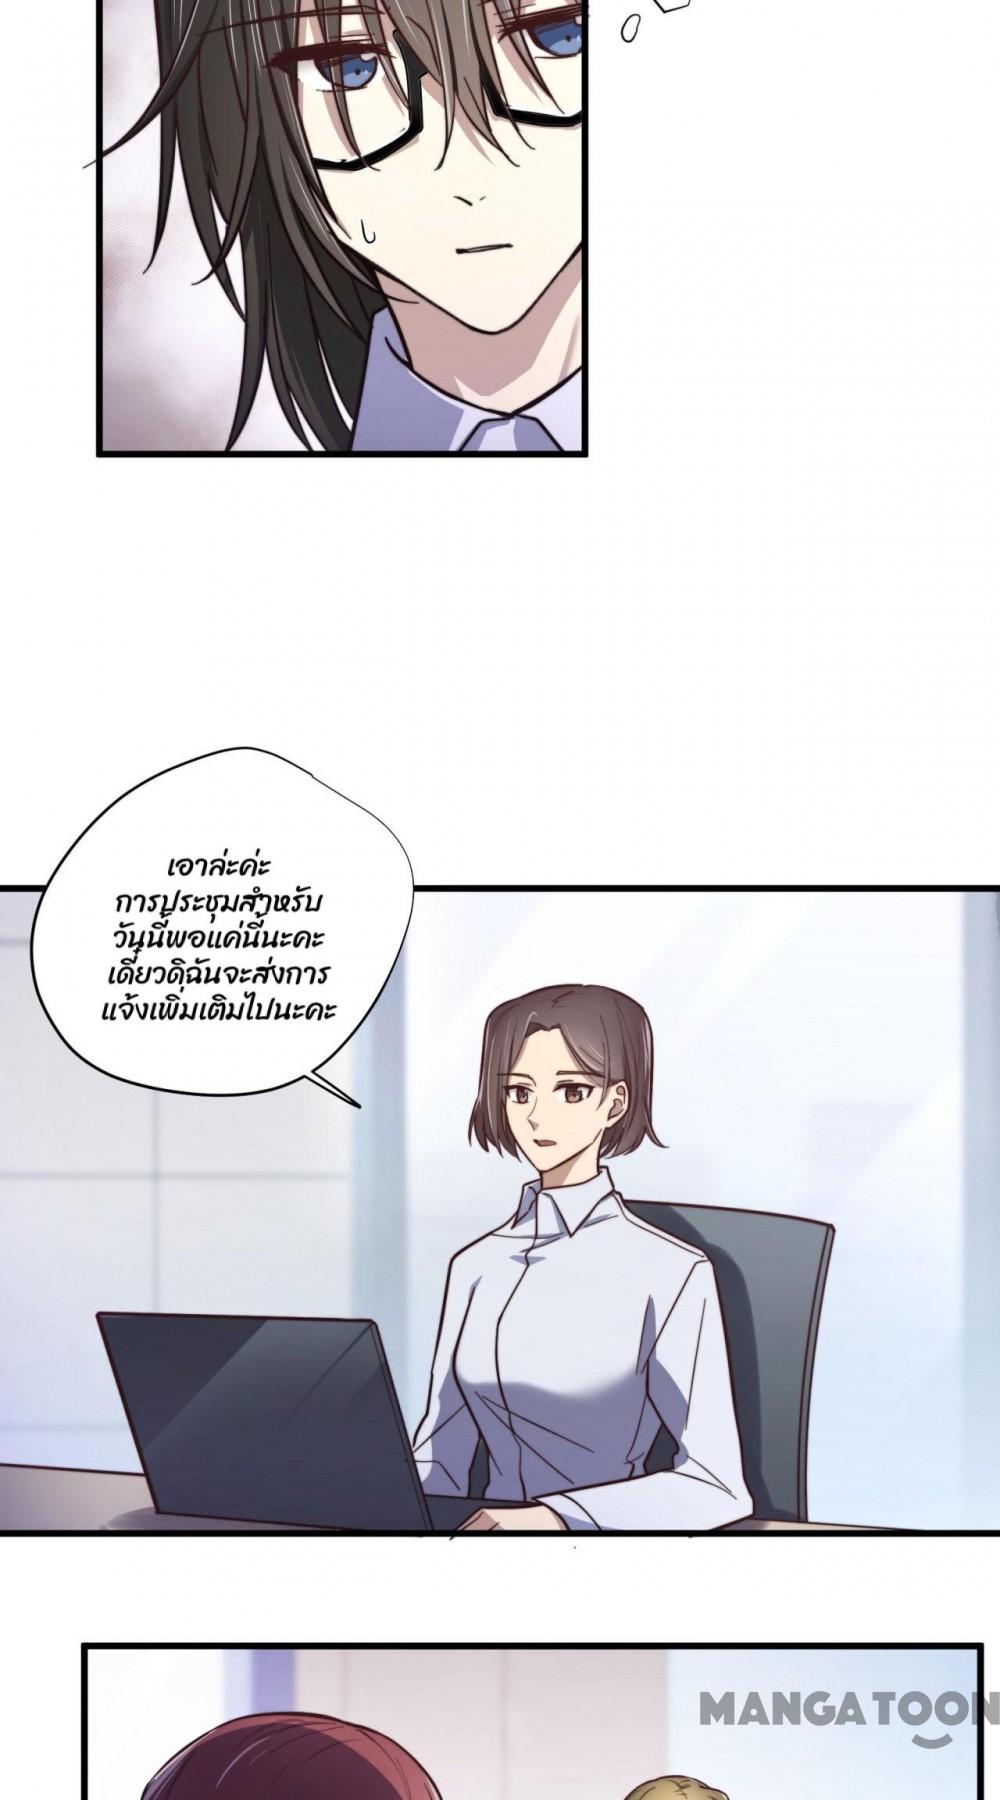 เอาล่ะค่ะ
การประชุมสำหรับ
วันนี้พอแค่นี้นะคะ
เดี๋ยวดิฉันจะส่งการ
แจ้งเพิ่มเติมไปนะคะ
MANGATOON